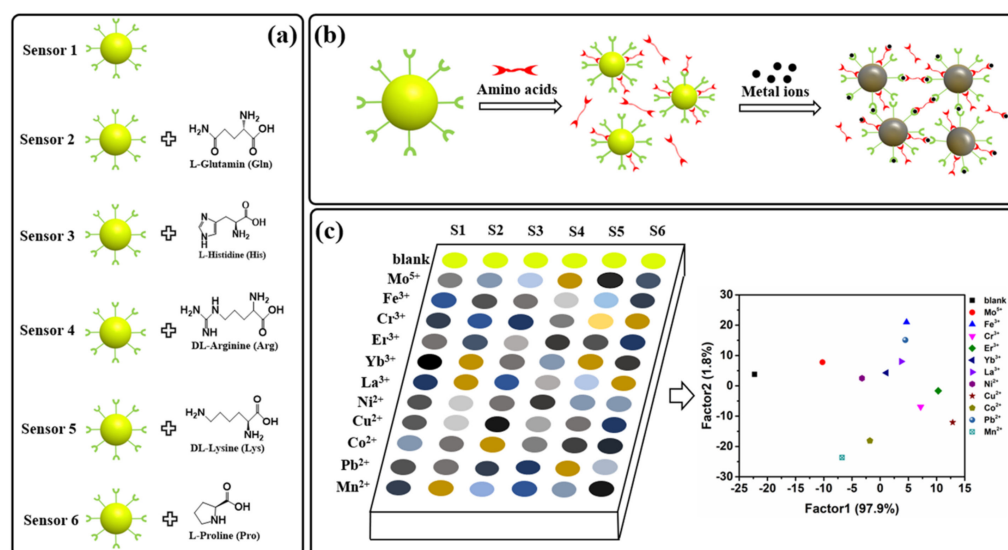 (a)
Sensor 1
Sensor 2
NH₂
H₂N
OH
O
O
L-Glutamin (Gln)
Sensor 3
N
O
OH
N
H
NH₂
L-Histidine (His)
Sensor 4
H
N
NH₂
H₂N
OH
NH
O
DL-Arginine (Arg)
Sensor 5
O
H₂N
OH
NH₂
DL-Lysine (Lys)
Sensor 6
O
OH
NH
L-Proline (Pro)
(b)
Amino acids
Metal ions
(c)
S1 S2 S3 S4 S5 S6
blank
Mo⁵⁺
Fe³⁺
Cr³⁺
Er³⁺
Yb³⁺
La³⁺
Ni²⁺
Cu²⁺
Co²⁺
Pb²⁺
Mn²⁺
Factor2 (1.8%)
30
20
10
0
-10
-20
-30
-25 -20 -15 -10 -5 0 5 10 15
Factor1 (97.9%)
blank
Mo⁵⁺
Fe³⁺
Cr³⁺
Er³⁺
Yb³⁺
La³⁺
Ni²⁺
Cu²⁺
Co²⁺
Pb²⁺
Mn²⁺